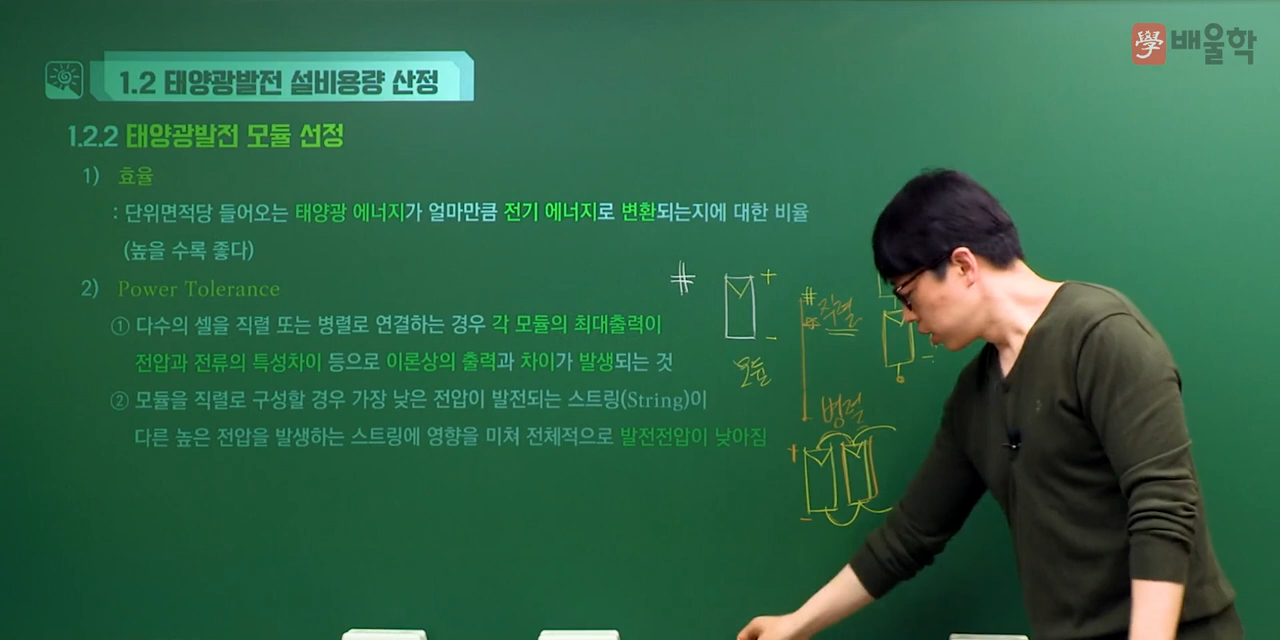 學 배울학
1.2 태양광발전 설비용량 산정
1.2.2 태양광발전 모듈 선정
1) 효율
: 단위면적당 들어오는 태양광 에너지가 얼마만큼 전기 에너지로 변환되는지에 대한 비율
(높을 수록 좋다)
2) Power Tolerance
① 다수의 셀을 직렬 또는 병렬로 연결하는 경우 각 모듈의 최대출력이
전압과 전류의 특성차이 등으로 이론상의 출력과 차이가 발생되는 것
② 모듈을 직렬로 구성할 경우 가장 낮은 전압이 발전되는 스트링(String)이
다른 높은 전압을 발생하는 스트링에 영향을 미쳐 전체적으로 발전전압이 낮아짐
# + -
모듈
# 직렬
병렬
+ -